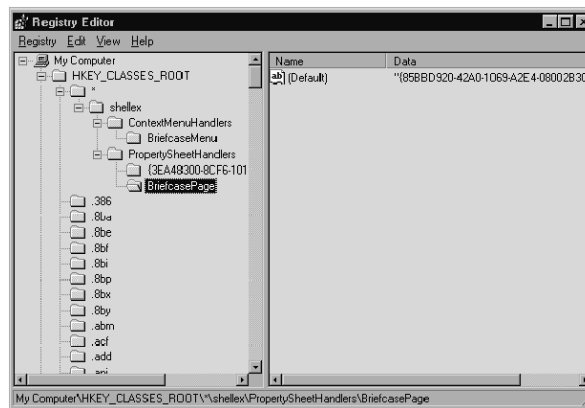 Registry Editor
Registry Edit View Help
My Computer
HKEY_CLASSES_ROOT
*
shellex
ContextMenuHandlers
BriefcaseMenu
PropertySheetHandlers
{3EA48300-8CF6-101
BriefcasePage
.386
.8ba
.8be
.8bf
.8bi
.8bp
.8bx
.8by
.abm
.acf
.add
.ani
Name Data
ab (Default) "{85BBD920-42A0-1069-A2E4-08002B30
My Computer\HKEY_CLASSES_ROOT\*\shellex\PropertySheetHandlers\BriefcasePage